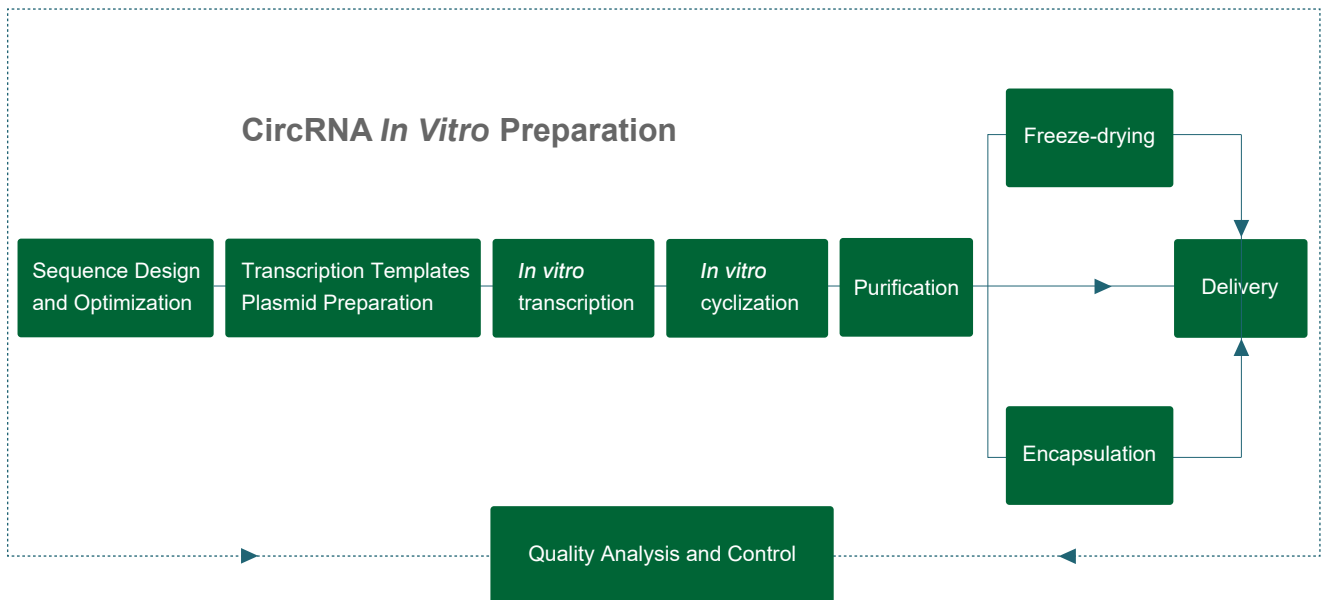 CircRNA In Vitro Preparation
Freeze-drying
Sequence Design
and Optimization
Transcription Templates
Plasmid Preparation
In vitro
transcription
In vitro
cyclization
Purification
Delivery
Encapsulation
Quality Analysis and Control